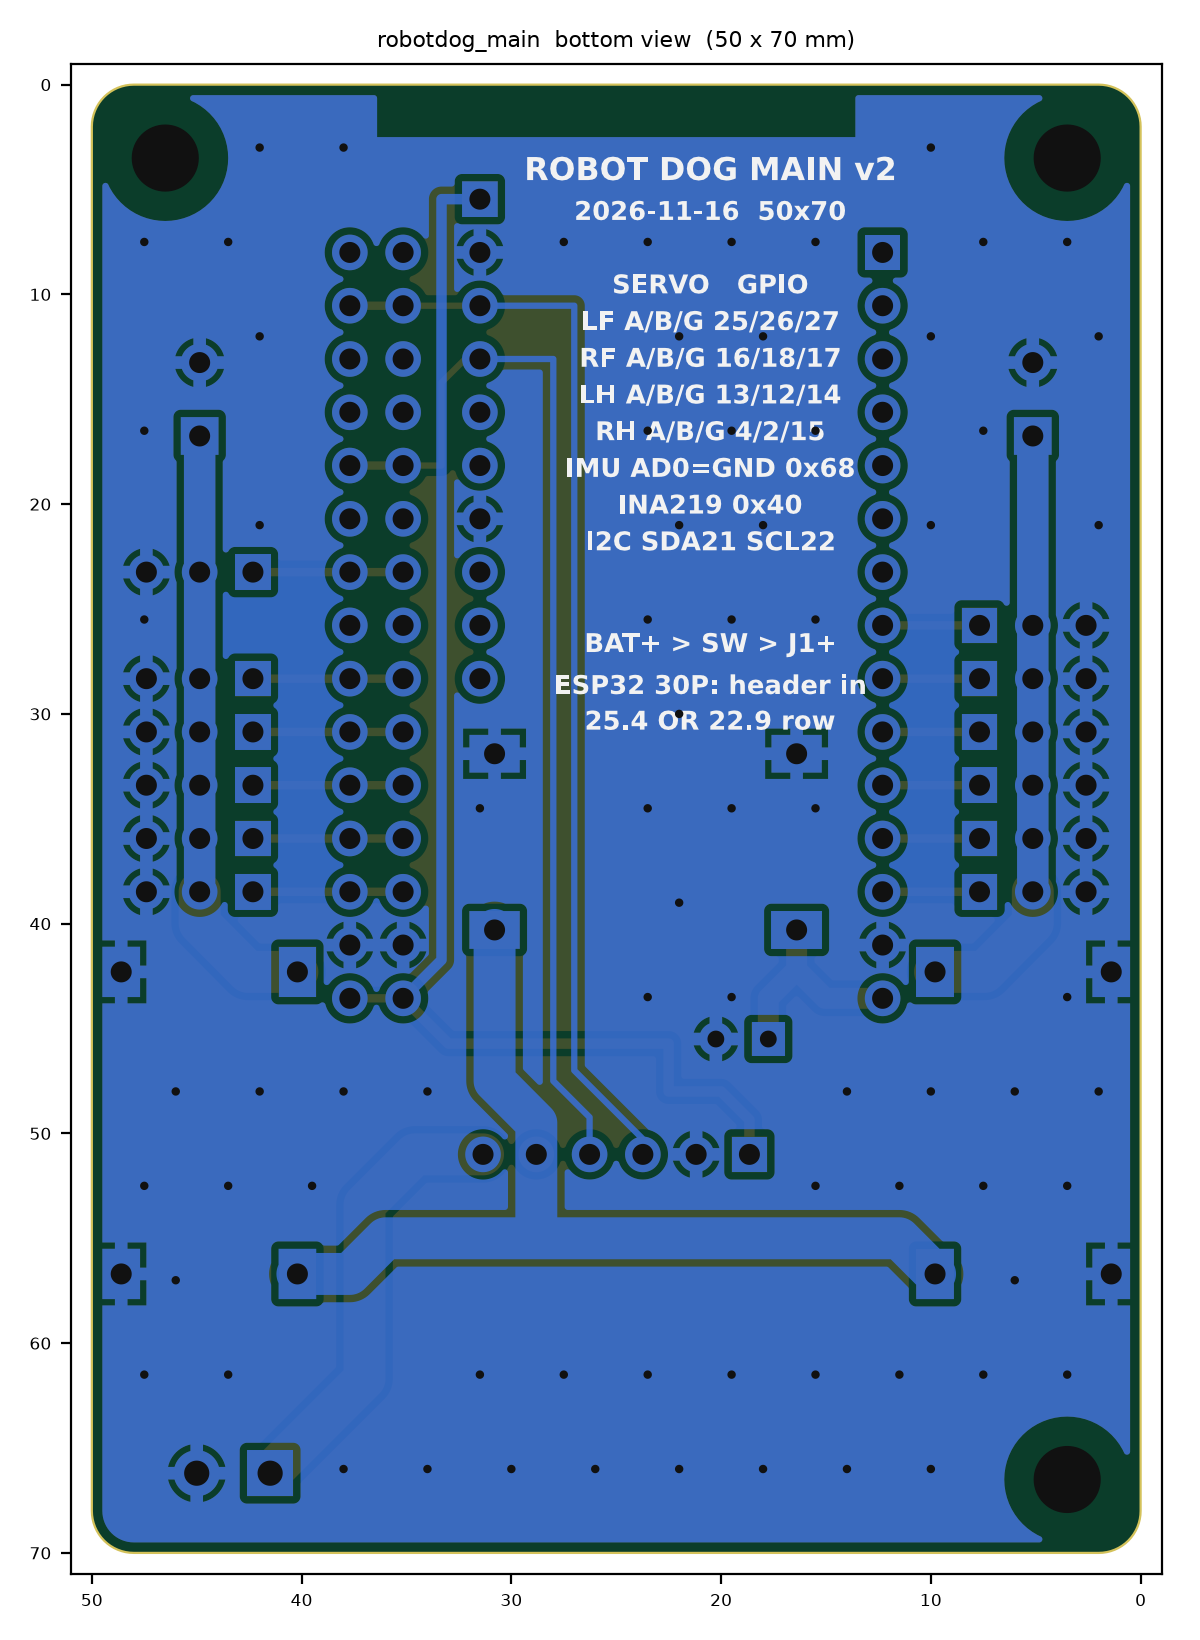 robotdog_main bottom view (50 x 70 mm)
0
ROBOT DOG MAIN v2
2026-11-16 50x70
10
SERVO GPIO
LF A/B/G 25/26/27
RF A/B/G 16/18/17
LH A/B/G 13/12/14
RH A/B/G 4/2/15
IMU AD0=GND 0x68
20
INA219 0x40
I2C SDA21 SCL22
BAT+ > SW > J1+
ESP32 30P: header in
30
25.4 OR 22.9 row
40
50
60
70
50 40 30 20 10 0